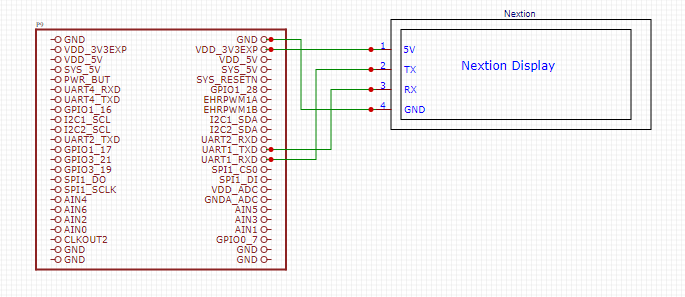 P9
Nextion
GND GND
VDD_3V3EXP VDD_3V3EXP 1 5V
VDD_5V VDD_5V
SYS_5V SYS_5V 2 TX Nextion Display
PWR_BUT SYS_RESETN
UART4_RXD GPIO1_28 3 RX
UART4_TXD EHRPWM1A
GPIO1_16 EHRPWM1B 4 GND
I2C1_SCL I2C1_SDA
I2C2_SCL I2C2_SDA
UART2_TXD UART2_RXD
GPIO1_17 UART1_TXD
GPIO3_21 UART1_RXD
GPIO3_19 SPI1_CS0
SPI1_DO SPI1_DI
SPI1_SCLK VDD_ADC
AIN4 GNDA_ADC
AIN6 AIN5
AIN2 AIN3
AIN0 AIN1
CLKOUT2 GPIO0_7
GND GND
GND GND